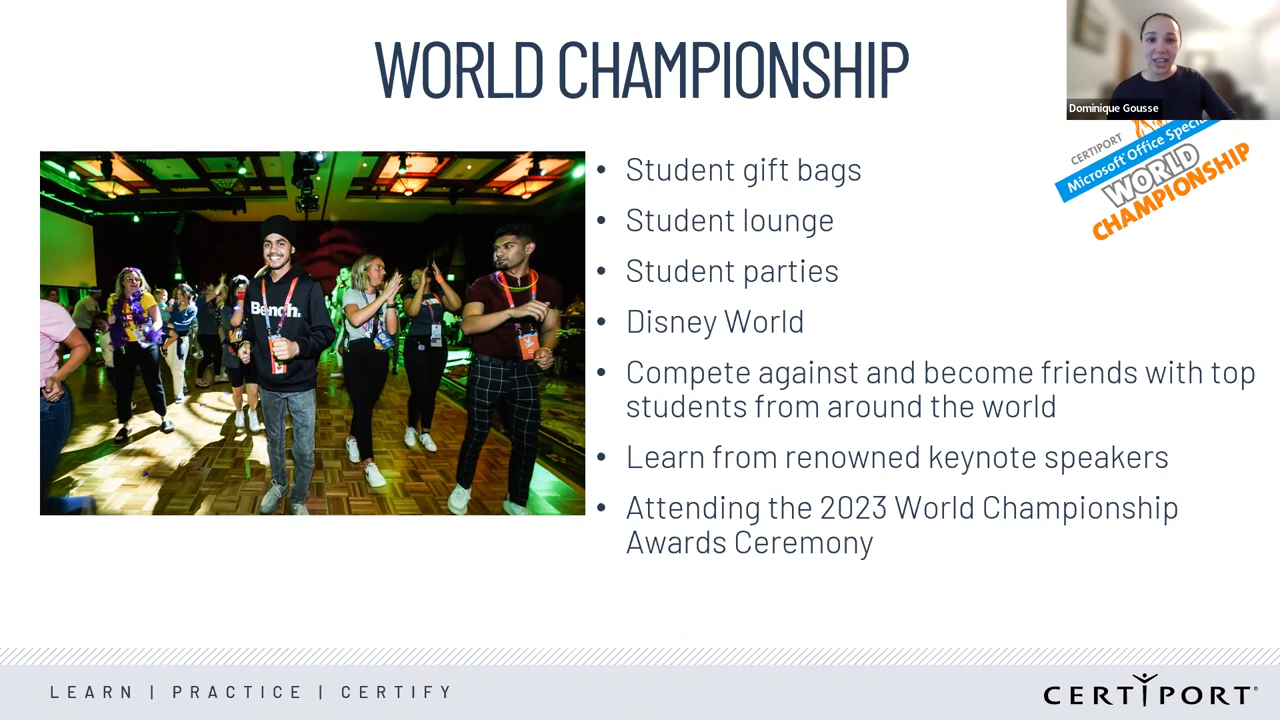 WORLD CHAMPIONSHIP
Dominique Gousse
CERTIPORT
Microsoft Office
WORLD
CHAMPIONSHIP
Bench.
• Student gift bags
• Student lounge
• Student parties
• Disney World
• Compete against and become friends with top
students from around the world
• Learn from renowned keynote speakers
• Attending the 2023 World Championship
Awards Ceremony
LEARN | PRACTICE | CERTIFY
CERTIPORT